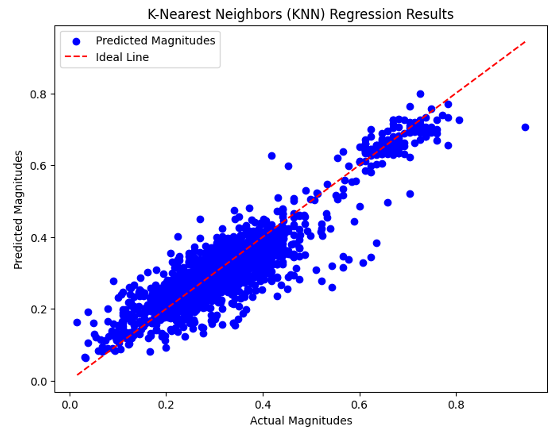 K-Nearest Neighbors (KNN) Regression Results
Predicted Magnitudes
Ideal Line
Predicted Magnitudes
0.8
0.6
0.4
0.2
0.0
0.0 0.2 0.4 0.6 0.8
Actual Magnitudes